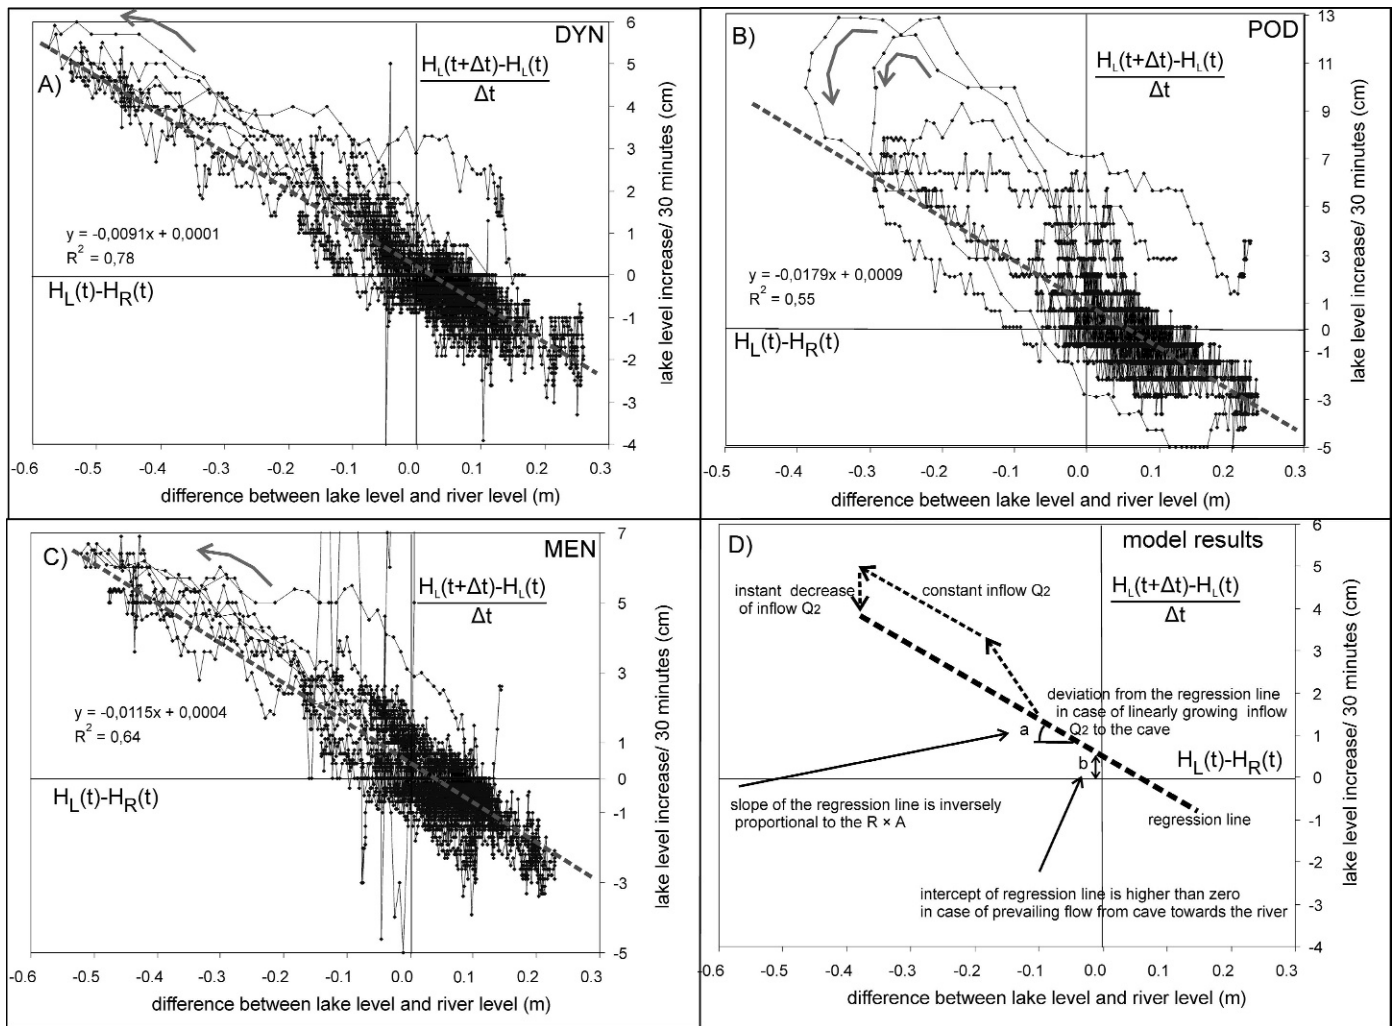 DYN
A)
H_L(t+Δt)-H_L(t)
Δt
y = -0,0091x + 0,0001
R² = 0,78
H_L(t)-H_R(t)
6
5
4
3
2
1
0
-1
-2
-3
-4
lake level increase/ 30 minutes (cm)
-0.6 -0.5 -0.4 -0.3 -0.2 -0.1 0.0 0.1 0.2 0.3
difference between lake level and river level (m)
B)
POD
H_L(t+Δt)-H_L(t)
Δt
y = -0,0179x + 0,0009
R² = 0,55
H_L(t)-H_R(t)
13
11
9
7
5
3
1
0
-1
-3
-5
lake level increase/ 30 minutes (cm)
-0.5 -0.4 -0.3 -0.2 -0.1 0.0 0.1 0.2 0.3
difference between lake level and river level (m)
C)
MEN
H_L(t+Δt)-H_L(t)
Δt
y = -0,0115x + 0,0004
R² = 0,64
H_L(t)-H_R(t)
7
5
3
1
0
-1
-3
-5
lake level increase/ 30 minutes (cm)
-0.6 -0.5 -0.4 -0.3 -0.2 -0.1 0.0 0.1 0.2 0.3
difference between lake level and river level (m)
D)
model results
H_L(t+Δt)-H_L(t)
Δt
instant decrease
of inflow Q2
constant inflow Q2
deviation from the regression line
in case of linearly growing inflow
Q2 to the cave
a
b
H_L(t)-H_R(t)
slope of the regression line is inversely
proportional to the R × A
regression line
intercept of regression line is higher than zero
in case of prevailing flow from cave towards the river
6
5
4
3
2
1
0
-1
-2
-3
-4
lake level increase/ 30 minutes (cm)
-0.6 -0.5 -0.4 -0.3 -0.2 -0.1 0.0 0.1 0.2 0.3
difference between lake level and river level (m)